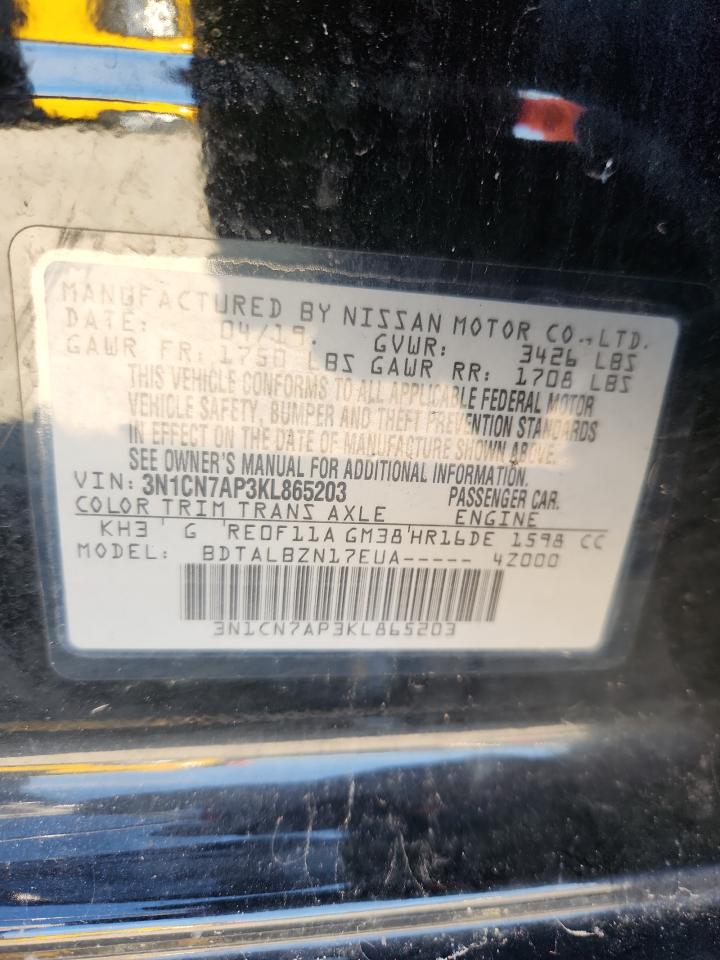 MANUFACTURED BY NISSAN MOTOR CO.,LTD.
DATE: 04/19. GVWR: 3426 LBS
GAWR FR: 1750 LBS GAWR RR: 1708 LBS
THIS VEHICLE CONFORMS TO ALL APPLICABLE FEDERAL MOTOR
VEHICLE SAFETY, BUMPER AND THEFT PREVENTION STANDARDS
IN EFFECT ON THE DATE OF MANUFACTURE SHOWN ABOVE.
SEE OWNER'S MANUAL FOR ADDITIONAL INFORMATION.
VIN: 3N1CN7AP3KL865203 PASSENGER CAR.
COLOR TRIM TRANS AXLE ENGINE
KH3 G RE0F11A GM38 HR16DE 1598 CC
MODEL: BDTALBZN17EUA----- 4Z000
3N1CN7AP3KL865203